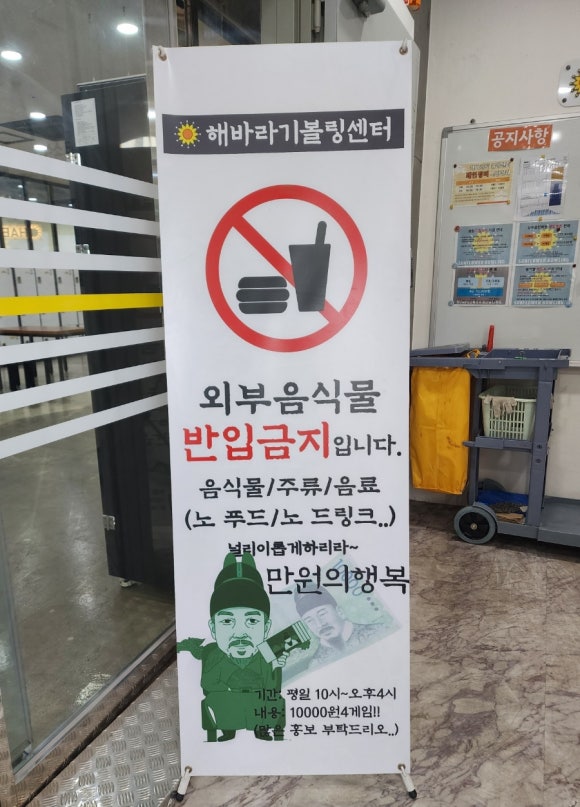 해바라기볼링센터
외부음식물
반입금지입니다.
음식물/주류/음료
(노 푸드/노 드링크..)
널리이롭게하리라~
만원의행복
기간: 평일 10시~오후4시
내용: 10000원4게임!!
(많은 홍보 부탁드리오..)
공지사항